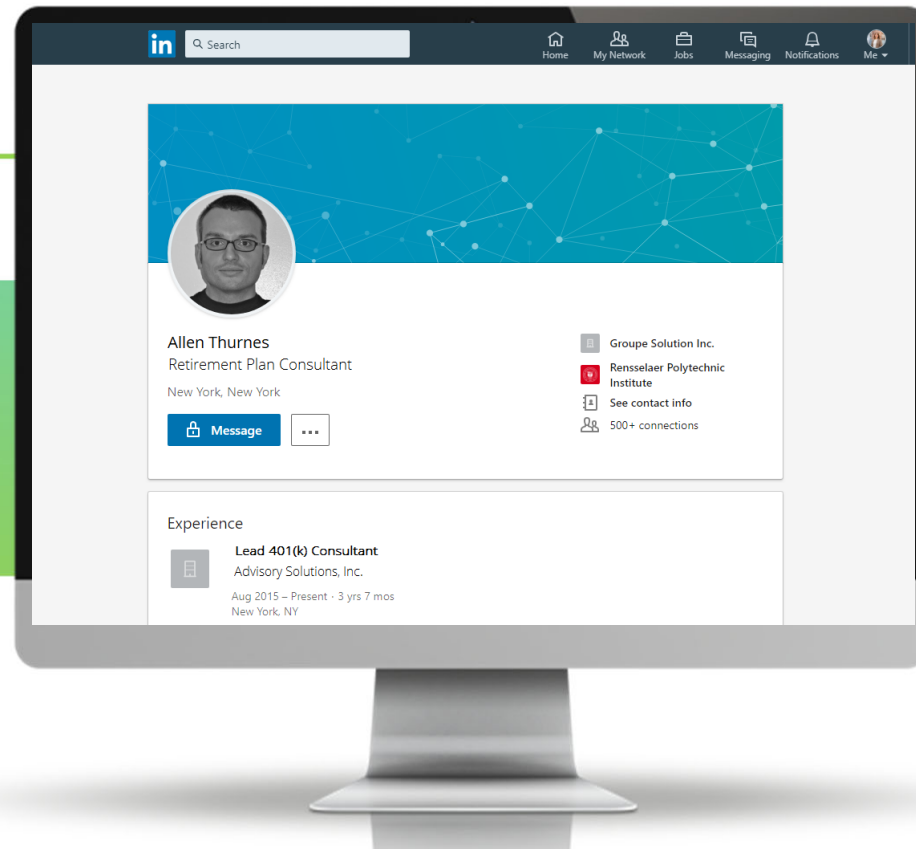 in
Search
Home
My Network
Jobs
Messaging
Notifications
Me
Allen Thurnes
Retirement Plan Consultant
New York, New York
Message
...
Groupe Solution Inc.
Rensselaer Polytechnic
Institute
See contact info
500+ connections
Experience
Lead 401(k) Consultant
Advisory Solutions, Inc.
Aug 2015 – Present · 3 yrs 7 mos
New York, NY